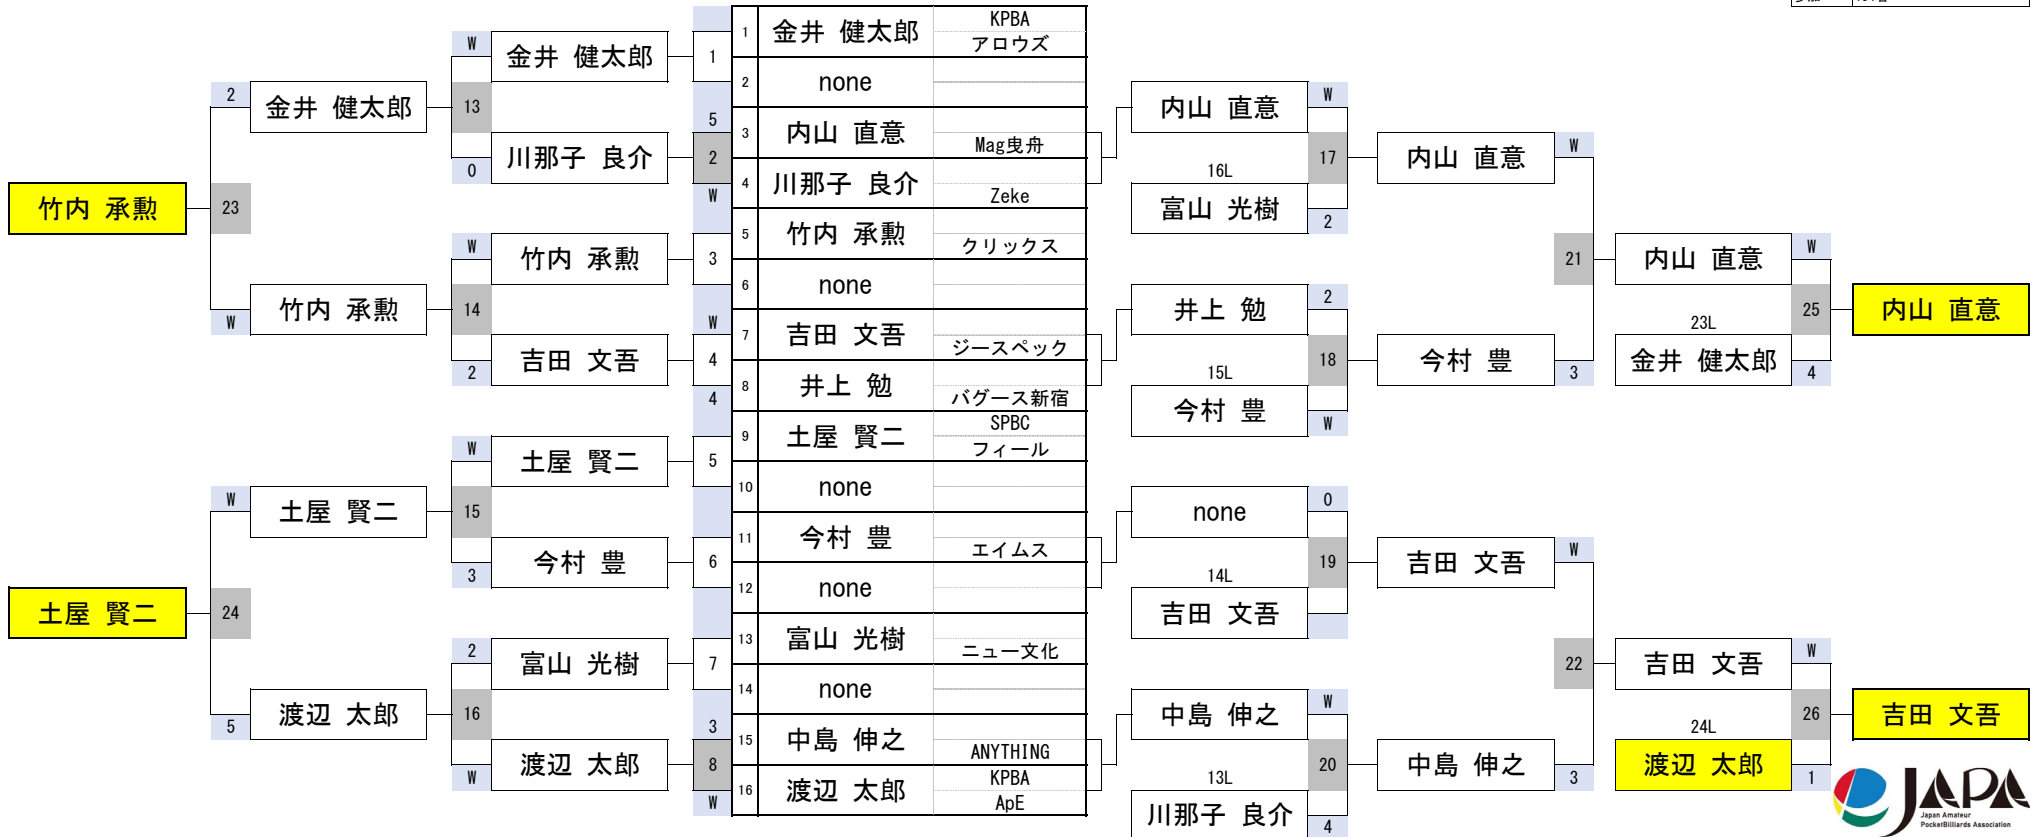 竹内 承勲
土屋 賢二
2
金井 健太郎
23
W
竹内 承勲
W
土屋 賢二
24
5
渡辺 太郎
W
金井 健太郎
13
0
川那子 良介
W
竹内 承勲
14
2
吉田 文吾
W
土屋 賢二
15
3
今村 豊
2
富山 光樹
16
W
渡辺 太郎
1
5
2
W
3
W
4
4
5
6
7
3
8
W
1 金井 健太郎 KPBA
アロウズ
2 none
3 内山 直意 Mag曳舟
4 川那子 良介 Zeke
5 竹内 承勲 クリックス
6 none
7 吉田 文吾 ジースペック
8 井上 勉 バグース新宿
9 土屋 賢二 SPBC
フィール
10 none
11 今村 豊 エイムス
12 none
13 富山 光樹 ニュー文化
14 none
15 中島 伸之 ANYTHING
16 渡辺 太郎 KPBA
ApE
内山 直意 W
16L 17
富山 光樹 2
井上 勉 2
15L 18
今村 豊 W
none 0
14L 19
吉田 文吾
中島 伸之 W
13L 20
川那子 良介 4
内山 直意 W
21
今村 豊 3
吉田 文吾 W
22
中島 伸之 3
内山 直意 W
23L 25
金井 健太郎 4
吉田 文吾 W
24L 26
渡辺 太郎 1
内山 直意
吉田 文吾
JAPA
Japan Amateur
PocketBilliards Association